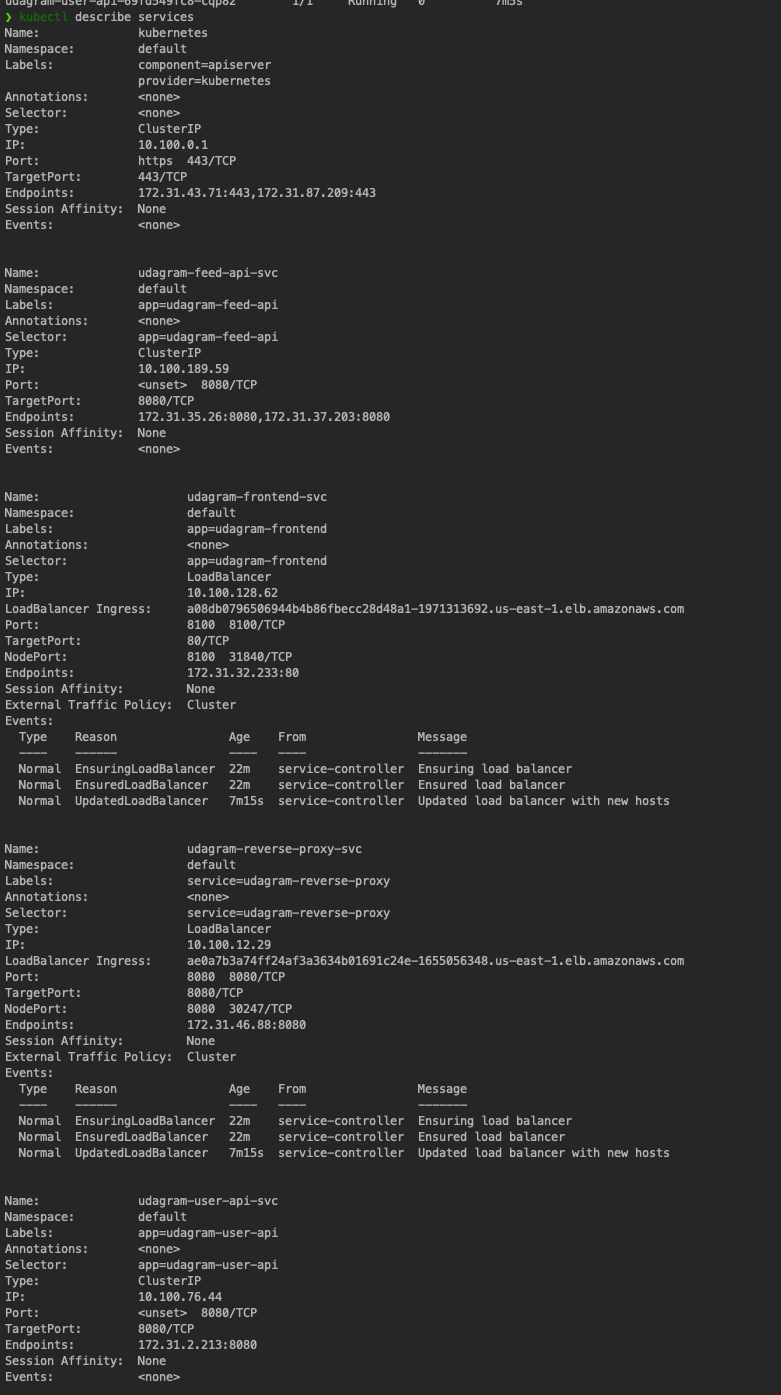 udagram-user-api-69fd549fc8-cqp82        1/1     Running   0          7m5s
❯ kubectl describe services
Name:              kubernetes
Namespace:         default
Labels:            component=apiserver
                   provider=kubernetes
Annotations:       <none>
Selector:          <none>
Type:              ClusterIP
IP:                10.100.0.1
Port:              https  443/TCP
TargetPort:        443/TCP
Endpoints:         172.31.43.71:443,172.31.87.209:443
Session Affinity:  None
Events:            <none>
Name:              udagram-feed-api-svc
Namespace:         default
Labels:            app=udagram-feed-api
Annotations:       <none>
Selector:          app=udagram-feed-api
Type:              ClusterIP
IP:                10.100.189.59
Port:              <unset>  8080/TCP
TargetPort:        8080/TCP
Endpoints:         172.31.35.26:8080,172.31.37.203:8080
Session Affinity:  None
Events:            <none>
Name:                     udagram-frontend-svc
Namespace:                default
Labels:                   app=udagram-frontend
Annotations:              <none>
Selector:                 app=udagram-frontend
Type:                     LoadBalancer
IP:                       10.100.128.62
LoadBalancer Ingress:     a08db0796506944b4b86fbecc28d48a1-1971313692.us-east-1.elb.amazonaws.com
Port:                     8100  8100/TCP
TargetPort:               80/TCP
NodePort:                 8100  31840/TCP
Endpoints:                172.31.32.233:80
Session Affinity:         None
External Traffic Policy:  Cluster
Events:
  Type    Reason                Age    From                Message
  ----    ------                ----   ----                -------
  Normal  EnsuringLoadBalancer  22m    service-controller  Ensuring load balancer
  Normal  EnsuredLoadBalancer   22m    service-controller  Ensured load balancer
  Normal  UpdatedLoadBalancer   7m15s  service-controller  Updated load balancer with new hosts
Name:                     udagram-reverse-proxy-svc
Namespace:                default
Labels:                   service=udagram-reverse-proxy
Annotations:              <none>
Selector:                 service=udagram-reverse-proxy
Type:                     LoadBalancer
IP:                       10.100.12.29
LoadBalancer Ingress:     ae0a7b3a74ff24af3a3634b01691c24e-1655056348.us-east-1.elb.amazonaws.com
Port:                     8080  8080/TCP
TargetPort:               8080/TCP
NodePort:                 8080  30247/TCP
Endpoints:                172.31.46.88:8080
Session Affinity:         None
External Traffic Policy:  Cluster
Events:
  Type    Reason                Age    From                Message
  ----    ------                ----   ----                -------
  Normal  EnsuringLoadBalancer  22m    service-controller  Ensuring load balancer
  Normal  EnsuredLoadBalancer   22m    service-controller  Ensured load balancer
  Normal  UpdatedLoadBalancer   7m15s  service-controller  Updated load balancer with new hosts
Name:              udagram-user-api-svc
Namespace:         default
Labels:            app=udagram-user-api
Annotations:       <none>
Selector:          app=udagram-user-api
Type:              ClusterIP
IP:                10.100.76.44
Port:              <unset>  8080/TCP
TargetPort:        8080/TCP
Endpoints:         172.31.2.213:8080
Session Affinity:  None
Events:            <none>